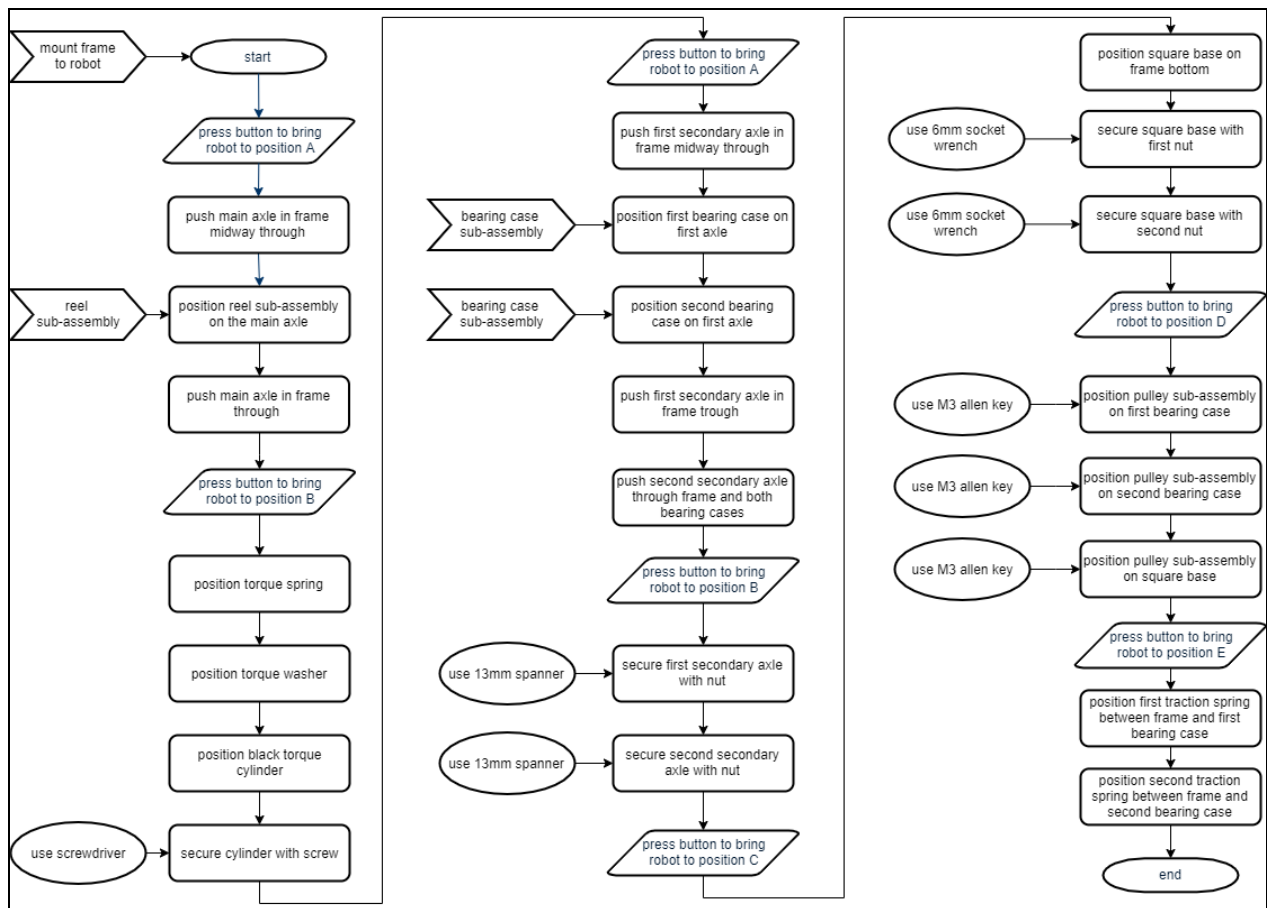 mount frame
to robot
start
press button to bring
robot to position A
push main axle in frame
midway through
reel
sub-assembly
position reel sub-assembly
on the main axle
push main axle in frame
through
press button to bring
robot to position B
position torque spring
position torque washer
position black torque
cylinder
use screwdriver
secure cylinder with screw
press button to bring
robot to position A
push first secondary axle in
frame midway through
bearing case
sub-assembly
position first bearing case on
first axle
bearing case
sub-assembly
position second bearing
case on first axle
push first secondary axle in
frame trough
push second secondary axle
through frame and both
bearing cases
press button to bring
robot to position B
use 13mm spanner
secure first secondary axle
with nut
use 13mm spanner
secure second secondary
axle with nut
press button to bring
robot to position C
position square base on
frame bottom
use 6mm socket
wrench
secure square base with
first nut
use 6mm socket
wrench
secure square base with
second nut
press button to bring
robot to position D
use M3 allen key
position pulley sub-assembly
on first bearing case
use M3 allen key
position pulley sub-assembly
on second bearing case
use M3 allen key
position pulley sub-assembly
on square base
press button to bring
robot to position E
position first traction spring
between frame and first
bearing case
position second traction
spring between frame and
second bearing case
end